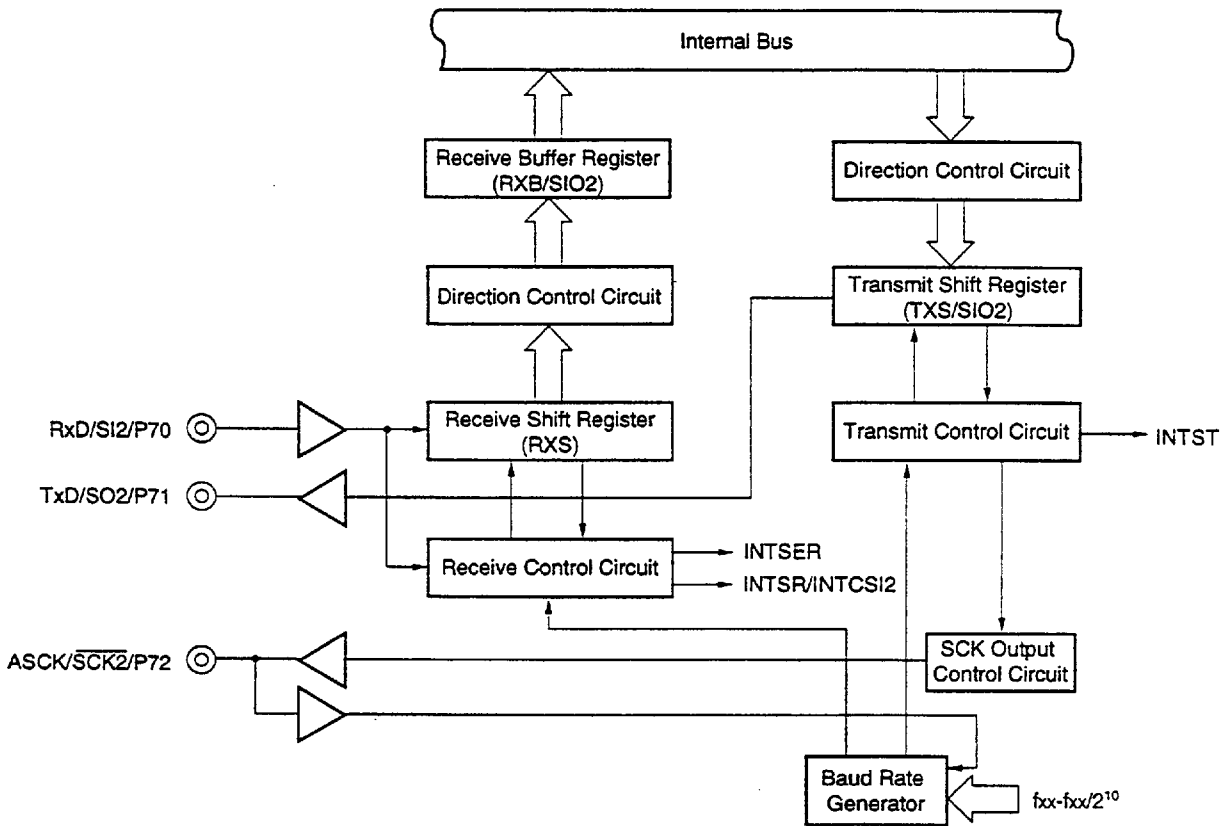 Internal Bus
Receive Buffer Register
(RXB/SIO2)
Direction Control Circuit
Direction Control Circuit
Transmit Shift Register
(TXS/SIO2)
RxD/SI2/P70
Receive Shift Register
(RXS)
Transmit Control Circuit
INTST
TxD/SO2/P71
Receive Control Circuit
INTSER
INTSR/INTCSI2
ASCK/S̅C̅K̅2̅/P72
SCK Output
Control Circuit
Baud Rate
Generator
fxx-fxx/2¹⁰